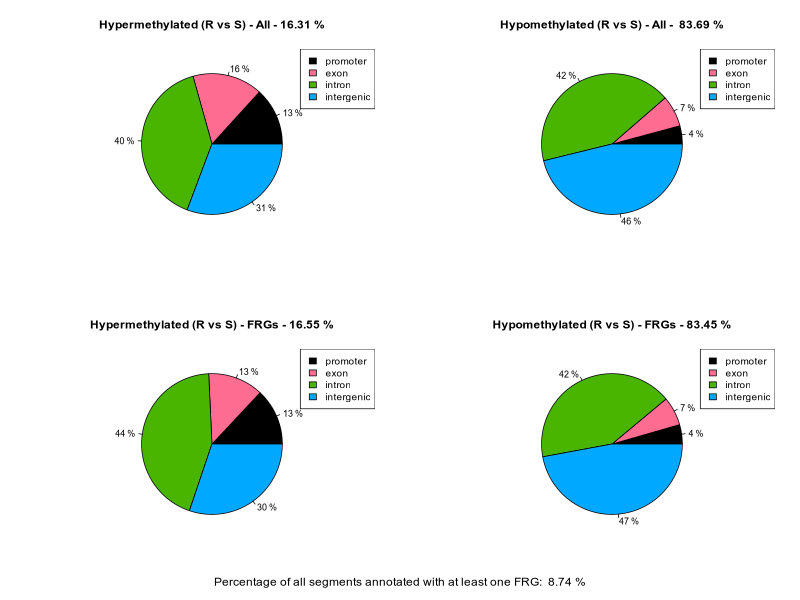 Hypermethylated (R vs S) - All - 16.31 %
promoter
exon
intron
intergenic
16 %
13 %
40 %
31 %
Hypomethylated (R vs S) - All -  83.69 %
promoter
exon
intron
intergenic
42 %
7 %
4 %
46 %
Hypermethylated (R vs S) - FRGs - 16.55 %
promoter
exon
intron
intergenic
13 %
13 %
44 %
30 %
Hypomethylated (R vs S) - FRGs - 83.45 %
promoter
exon
intron
intergenic
42 %
7 %
4 %
47 %
Percentage of all segments annotated with at least one FRG:  8.74 %